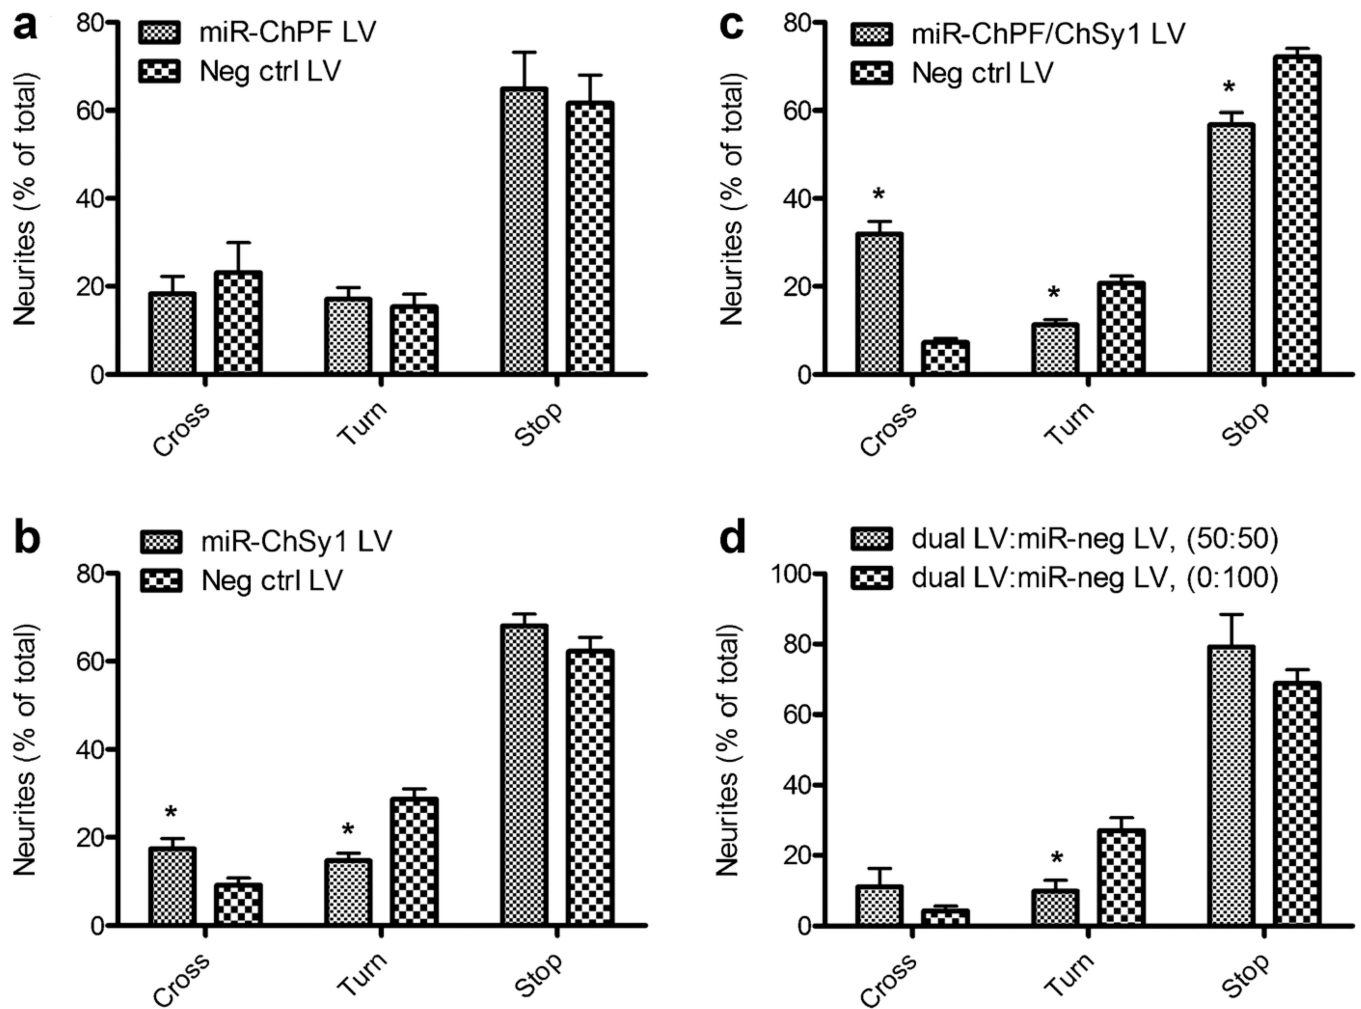 a
miR-ChPF LV
Neg ctrl LV
Neurites (% of total)
80
60
40
20
0
Cross
Turn
Stop
c
miR-ChPF/ChSy1 LV
Neg ctrl LV
Neurites (% of total)
80
60
40
20
0
*
*
*
Cross
Turn
Stop
b
miR-ChSy1 LV
Neg ctrl LV
Neurites (% of total)
80
60
40
20
0
*
*
Cross
Turn
Stop
d
dual LV:miR-neg LV, (50:50)
dual LV:miR-neg LV, (0:100)
Neurites (% of total)
100
80
60
40
20
0
*
Cross
Turn
Stop